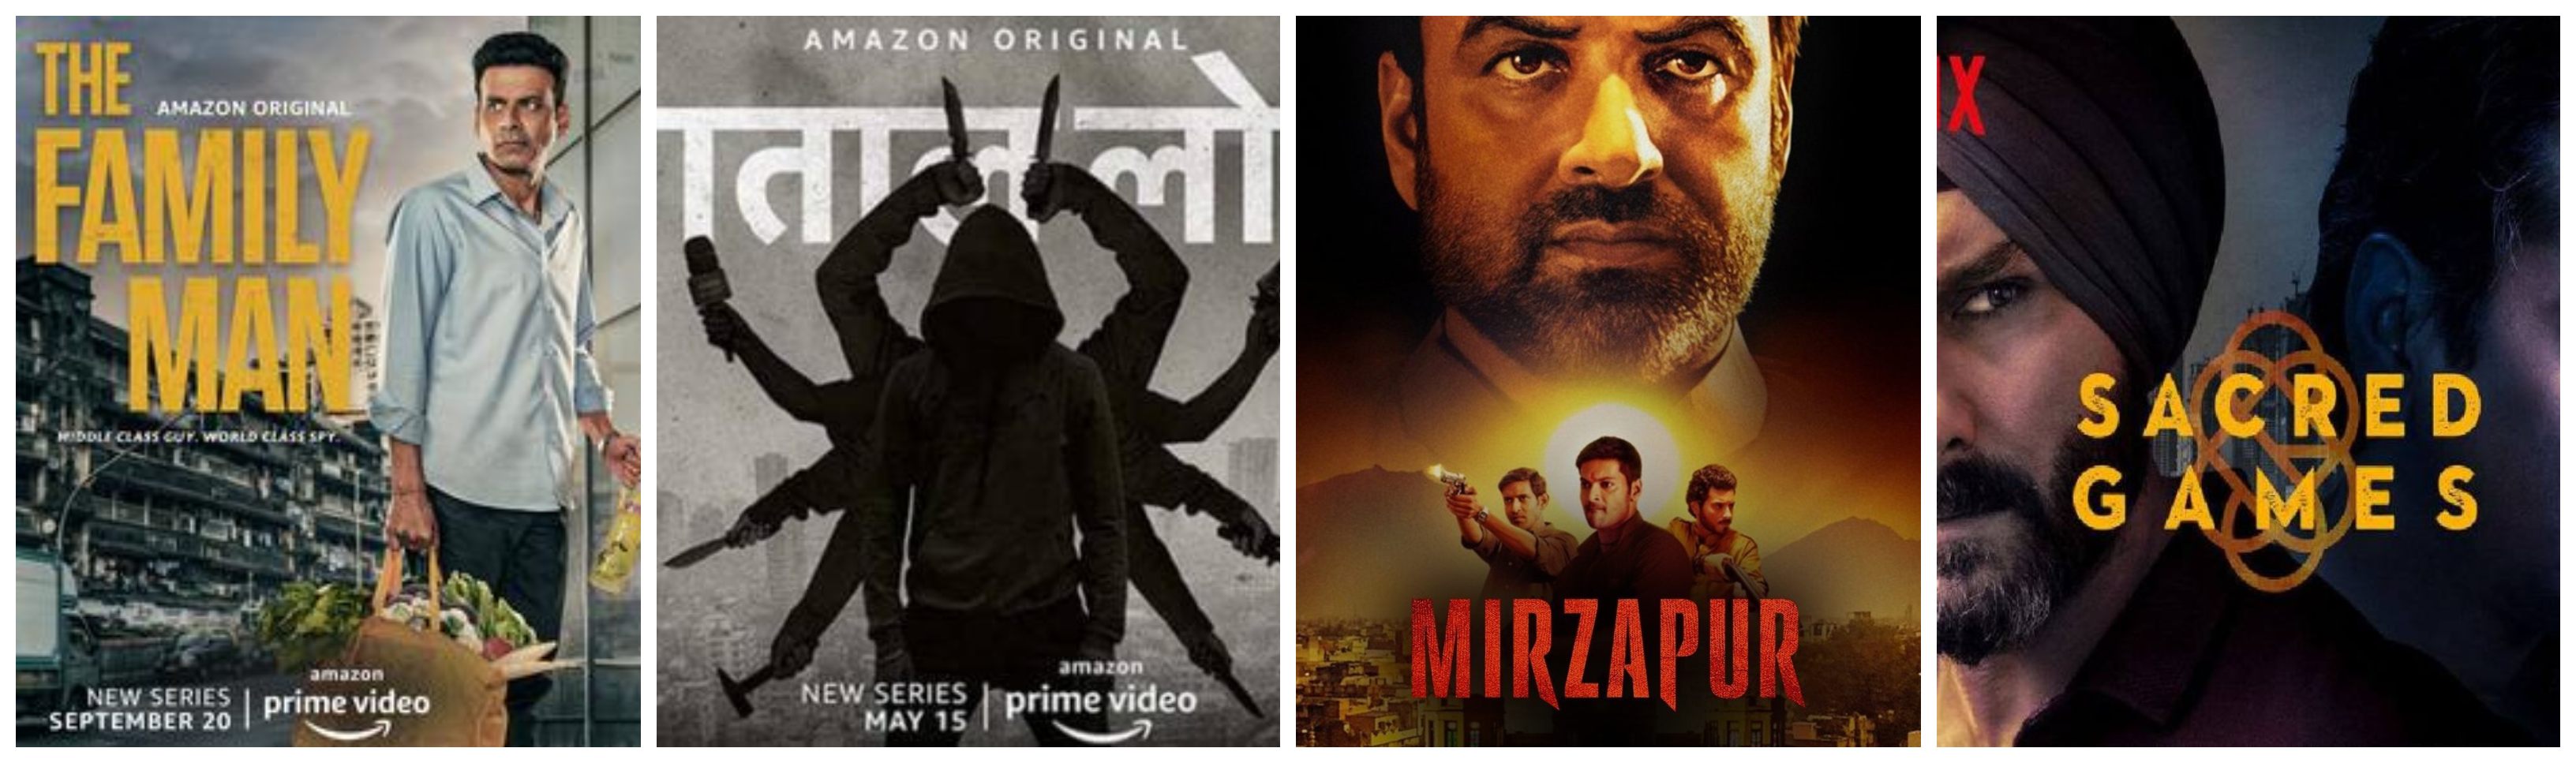 THE
AMAZON ORIGINAL
FAMILY
MAN
MIDDLE CLASS GUY. WORLD CLASS SPY.
NEW SERIES
SEPTEMBER 20
amazon
prime video
AMAZON ORIGINAL
ाताल लो
NEW SERIES
MAY 15
amazon
prime video
MIRZAPUR
IX
SACRED
GAMES